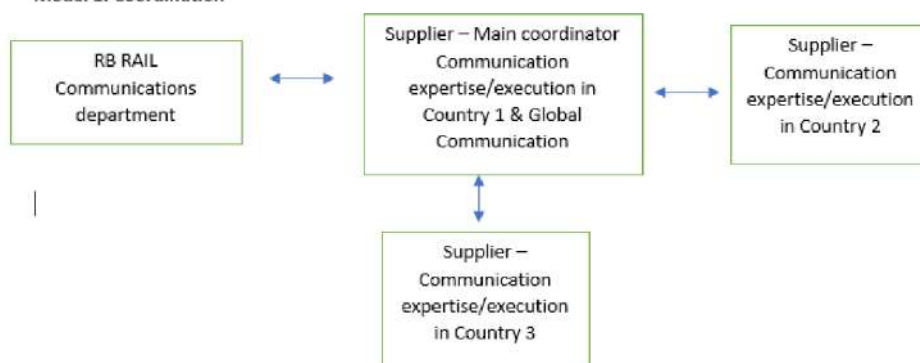 RB RAIL
Communications
department
Supplier – Main coordinator
Communication
expertise/execution in
Country 1 & Global
Communication
Supplier –
Communication
expertise/execution
in Country 2
Supplier –
Communication
expertise/execution
in Country 3